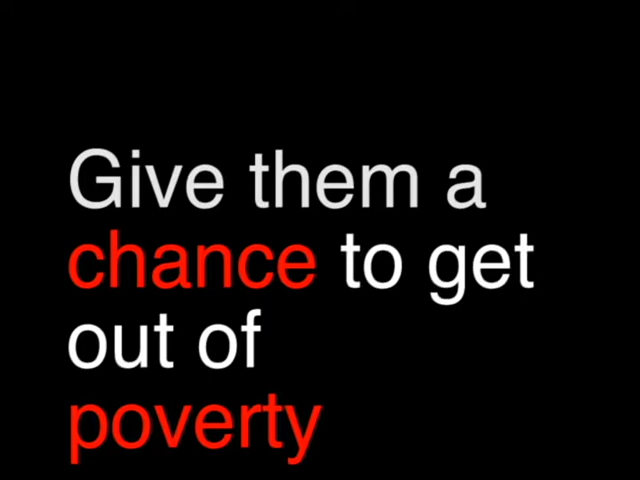 Give them a
chance to get
out of
poverty